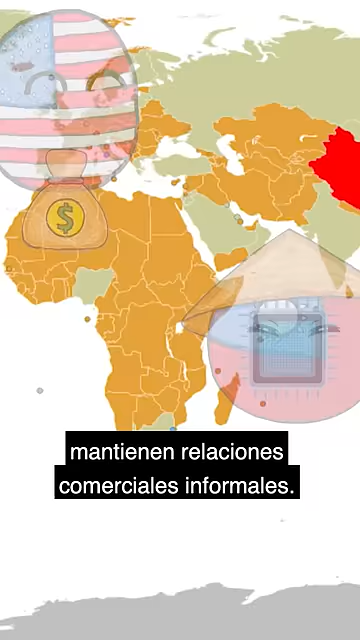 $
mantienen relaciones
comerciales informales.